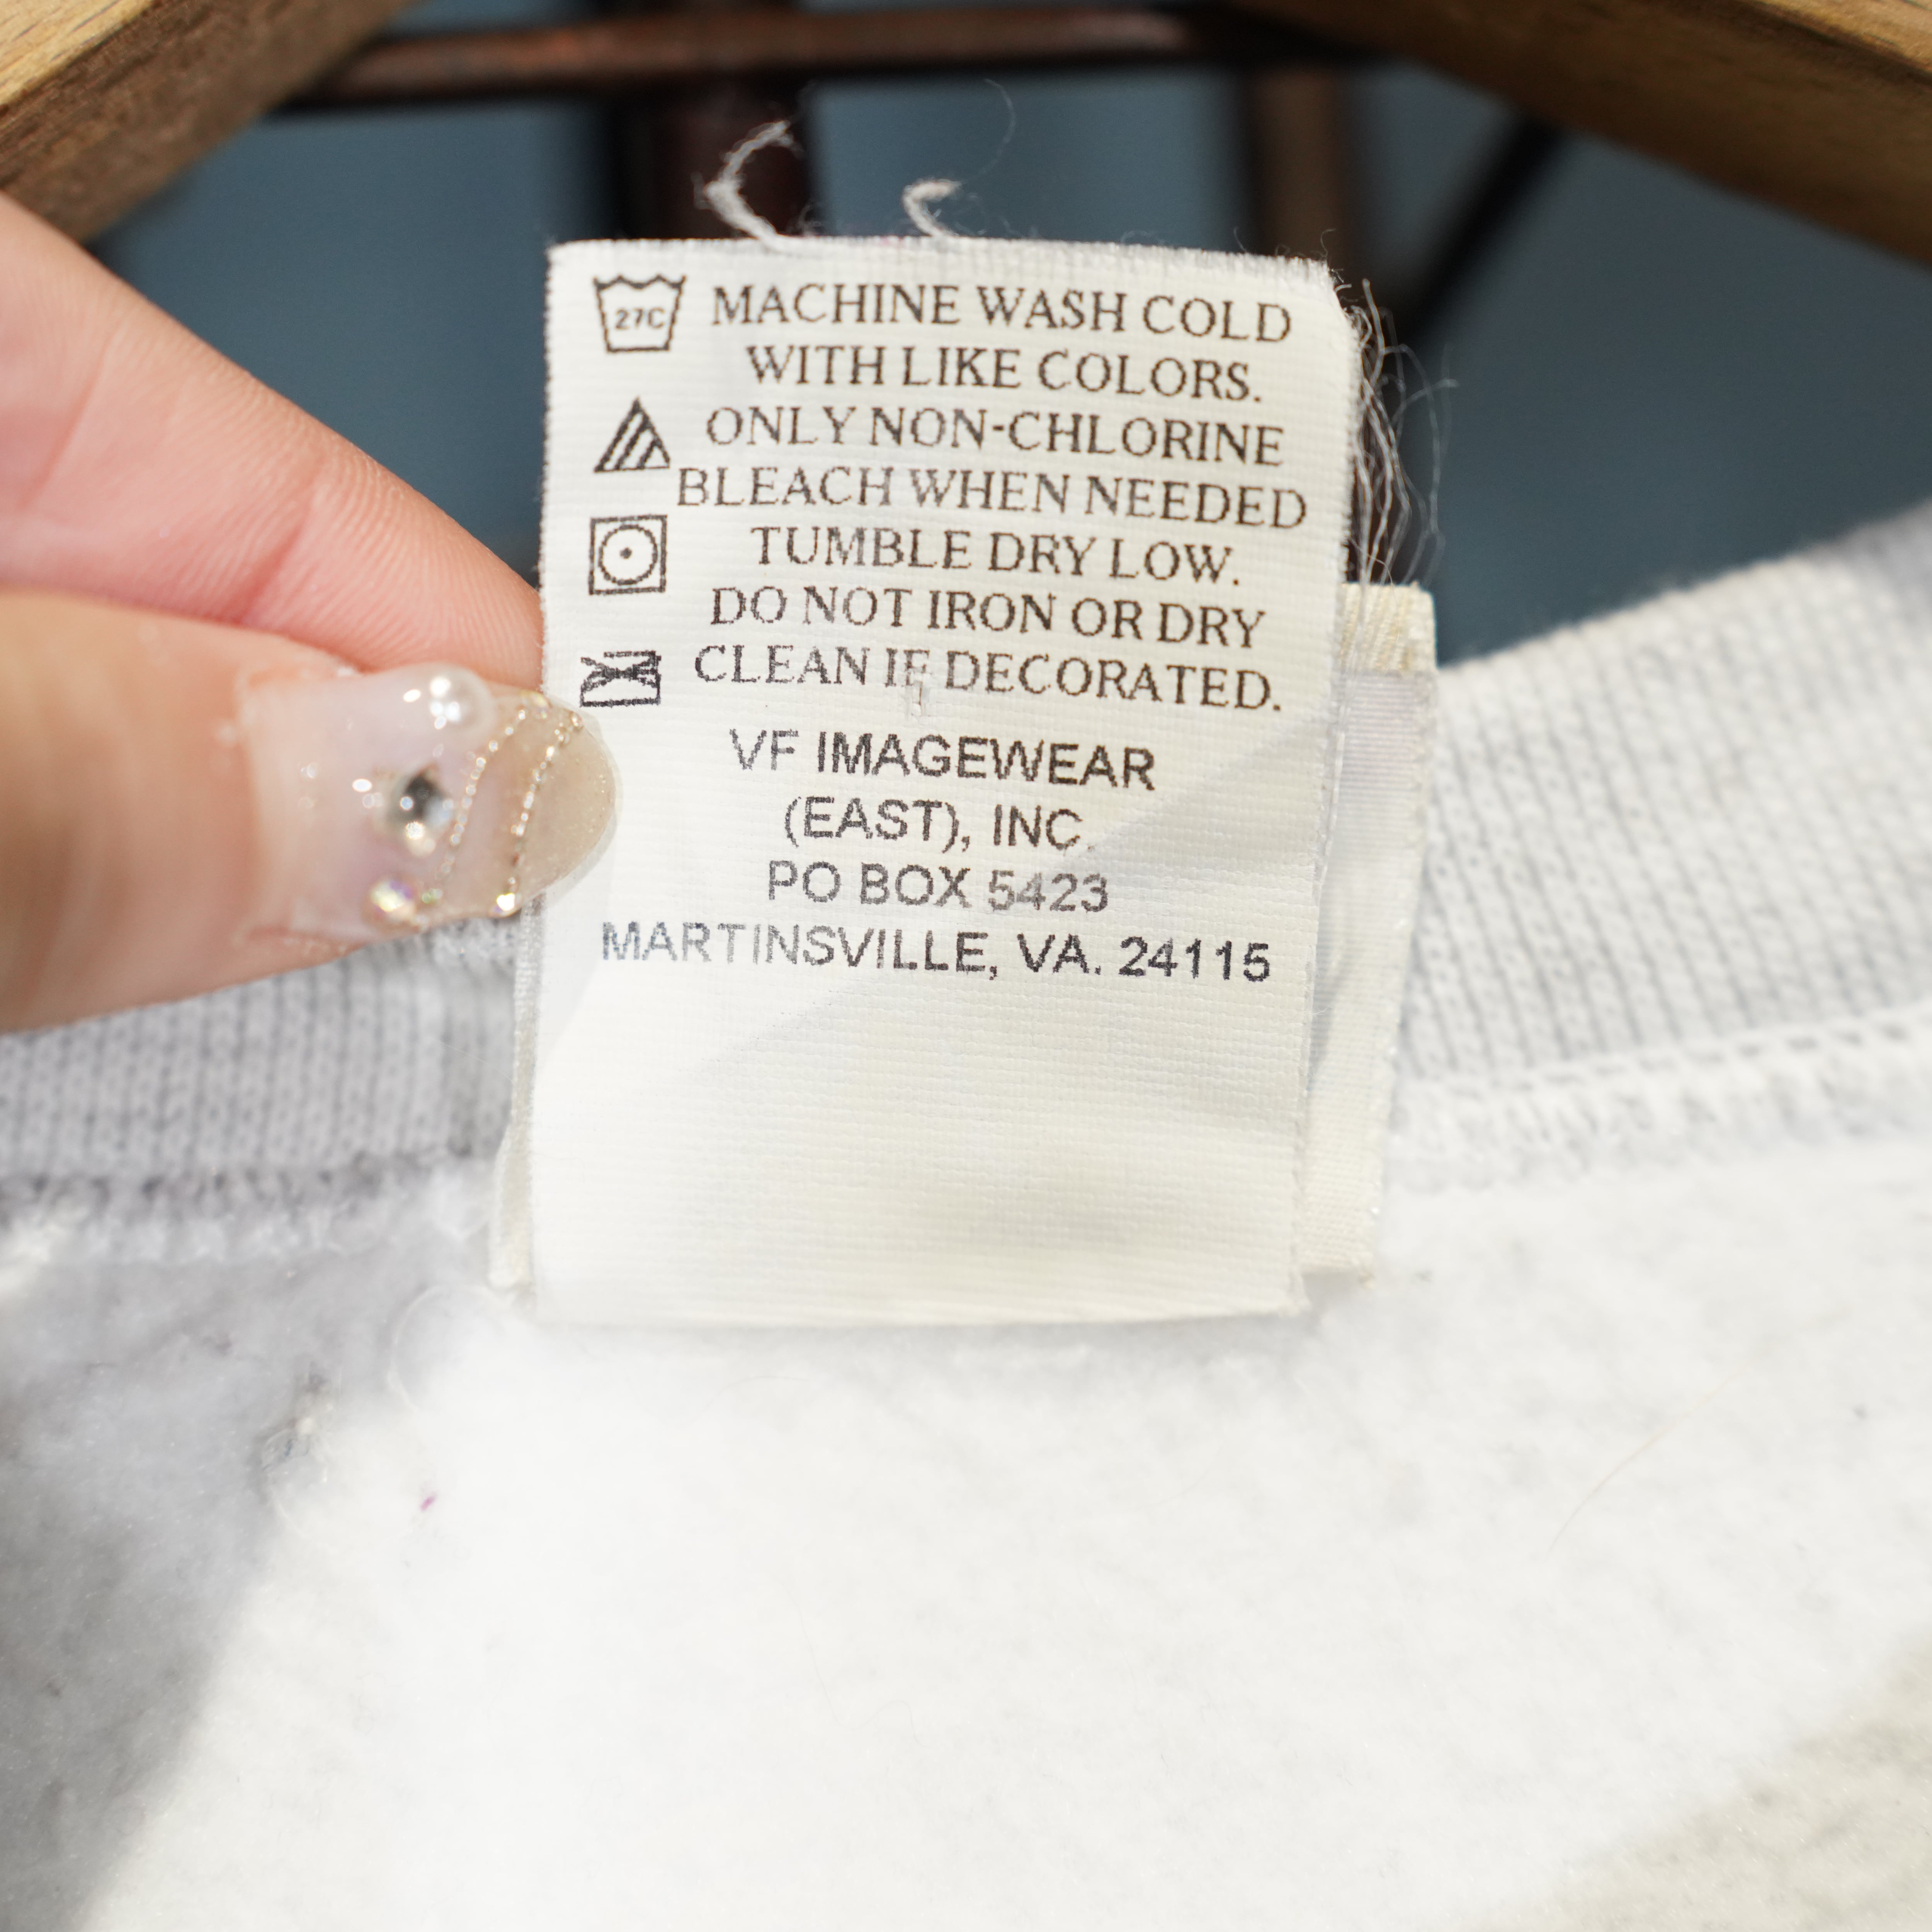 27C MACHINE WASH COLD
WITH LIKE COLORS.
ONLY NON-CHLORINE
BLEACH WHEN NEEDED
TUMBLE DRY LOW.
DO NOT IRON OR DRY
CLEAN IF DECORATED.
VF IMAGEWEAR
(EAST), INC.
PO BOX 5423
MARTINSVILLE, VA. 24115